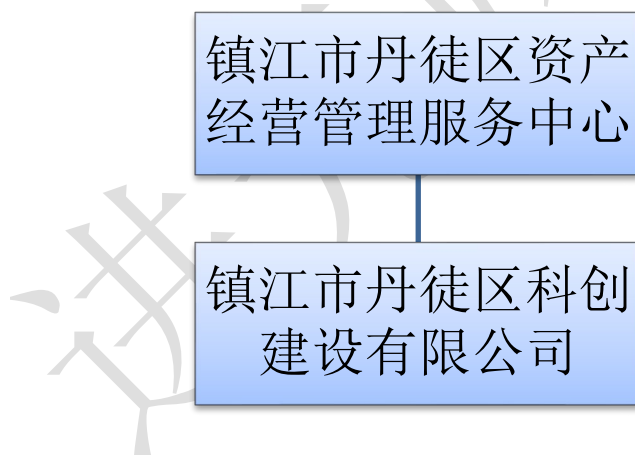 镇江市丹徒区资产
经营管理服务中心
镇江市丹徒区科创
建设有限公司